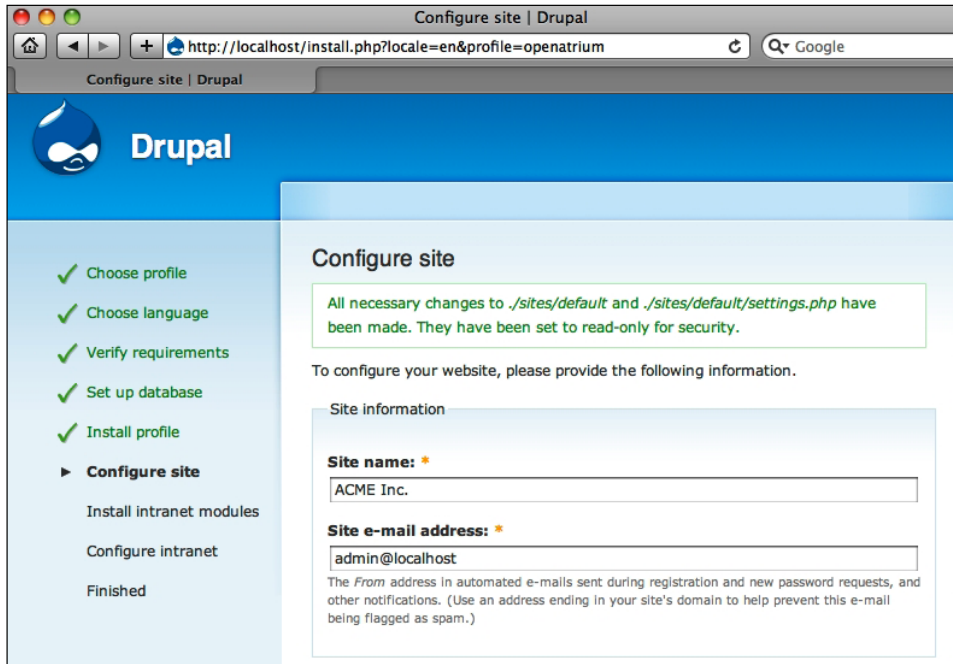 Configure site | Drupal
http://localhost/install.php?locale=en&profile=openatrium
Google
Configure site | Drupal
Drupal
Choose profile
Choose language
Verify requirements
Set up database
Install profile
Configure site
Install intranet modules
Configure intranet
Finished
Configure site
All necessary changes to ./sites/default and ./sites/default/settings.php have
been made. They have been set to read-only for security.
To configure your website, please provide the following information.
Site information
Site name: *
ACME Inc.
Site e-mail address: *
admin@localhost
The From address in automated e-mails sent during registration and new password requests, and
other notifications. (Use an address ending in your site's domain to help prevent this e-mail
being flagged as spam.)